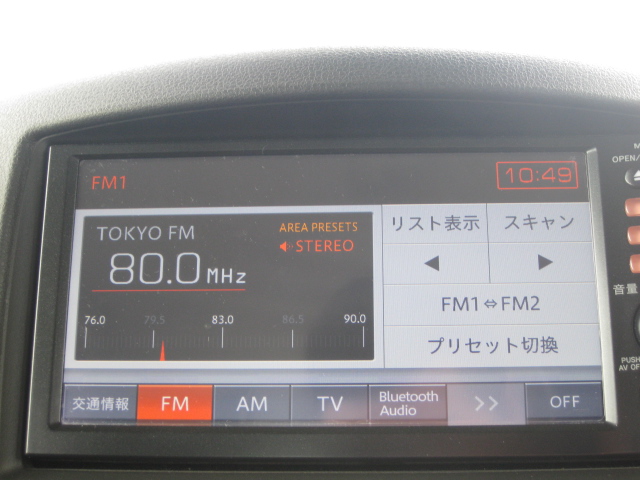 FM1
10:49
TOKYO FM
AREA PRESETS
STEREO
80.0 MHz
76.0 79.5 83.0 86.5 90.0
リスト表示
スキャン
FM1⇔FM2
プリセット切換
交通情報
FM
AM
TV
Bluetooth
Audio
>>
OFF
OPEN/
音量
PUSH